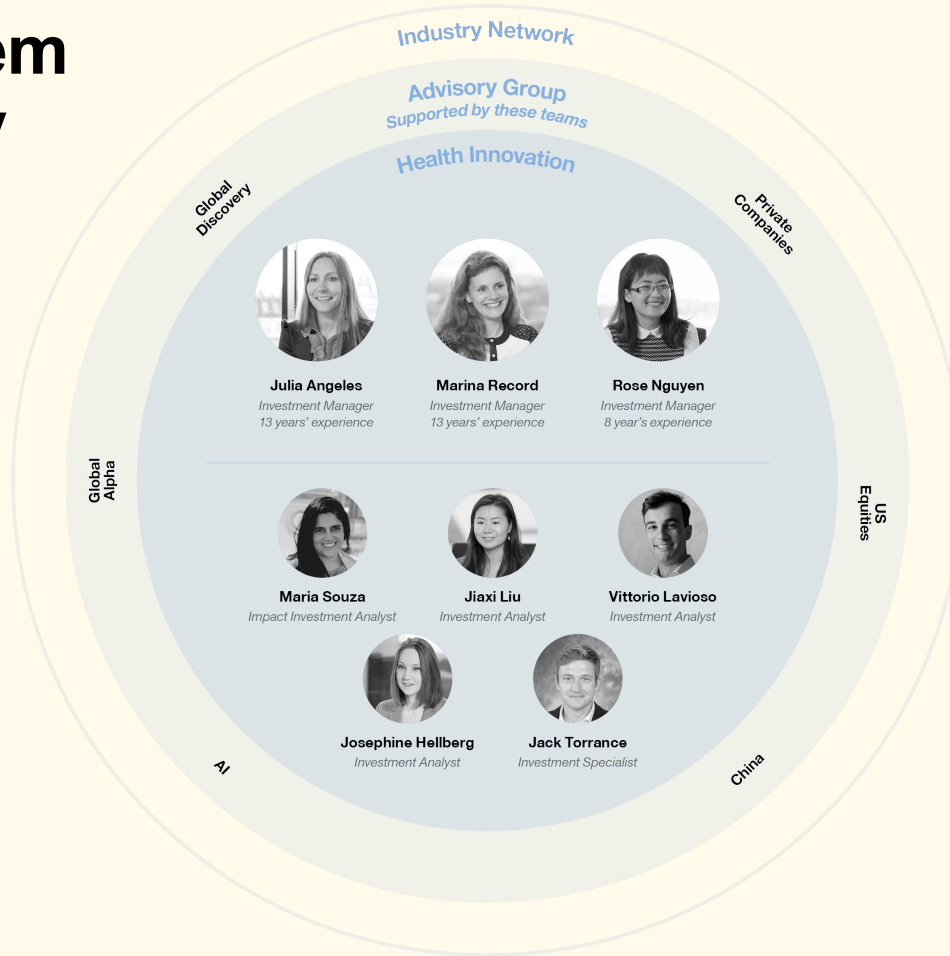 em
y
Industry Network
Advisory Group
Supported by these teams
Health Innovation
Global
Discovery
Private
Companies
Julia Angeles
Investment Manager
13 years’ experience
Marina Record
Investment Manager
13 years’ experience
Rose Nguyen
Investment Manager
8 year’s experience
Global
Alpha
US
Equities
Maria Souza
Impact Investment Analyst
Jiaxi Liu
Investment Analyst
Vittorio Lavioso
Investment Analyst
Josephine Hellberg
Investment Analyst
Jack Torrance
Investment Specialist
AI
China